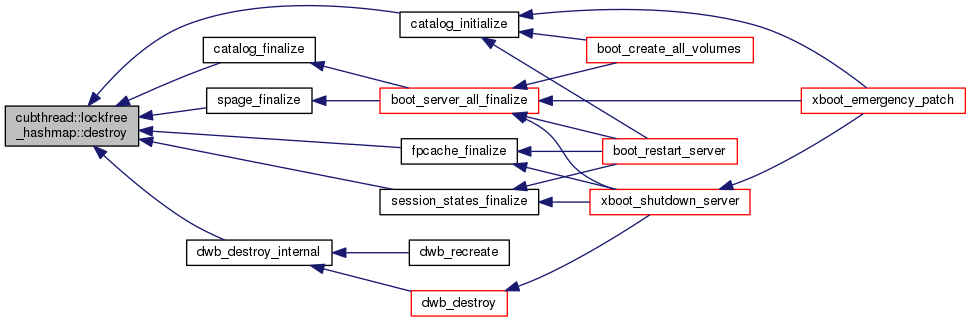 cubthread::lockfree
_hashmap::destroy
catalog_initialize
catalog_finalize
spage_finalize
boot_server_all_finalize
fpcache_finalize
session_states_finalize
dwb_destroy_internal
dwb_recreate
dwb_destroy
boot_create_all_volumes
xboot_emergency_patch
boot_restart_server
xboot_shutdown_server